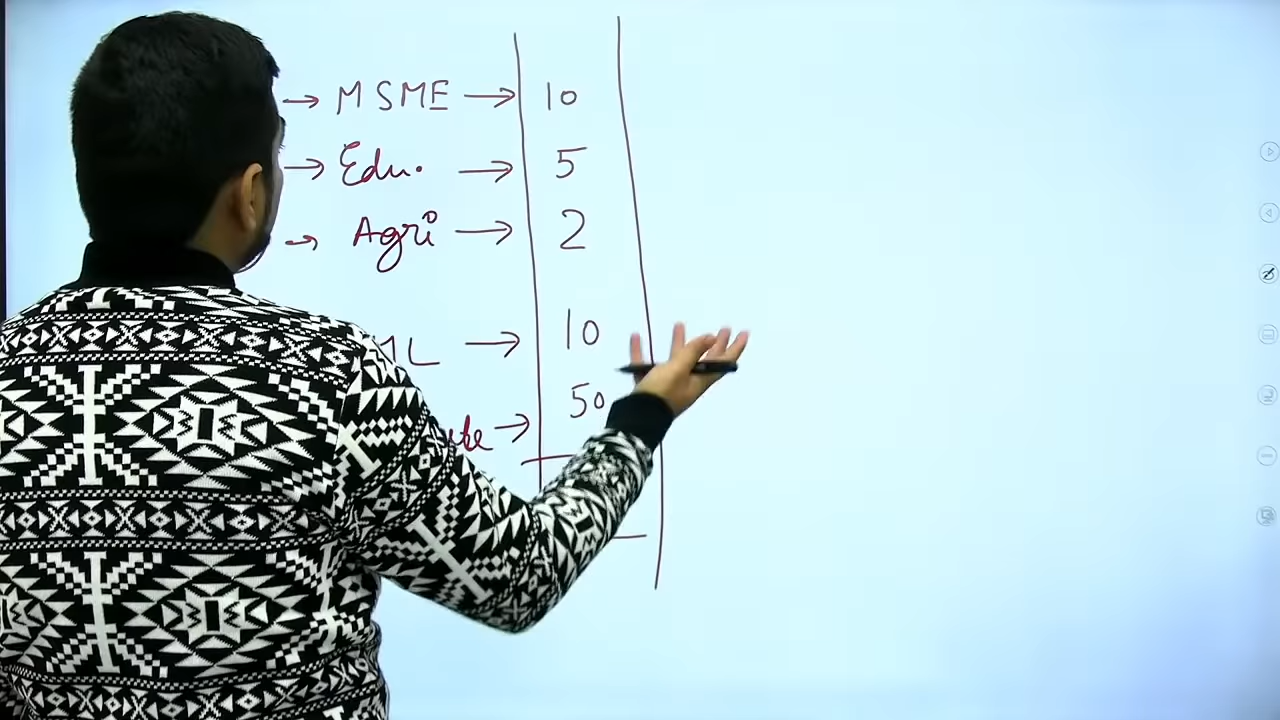 → MSME → 10
→ Edu. → 5
→ Agri → 2
→ 10
→ 50